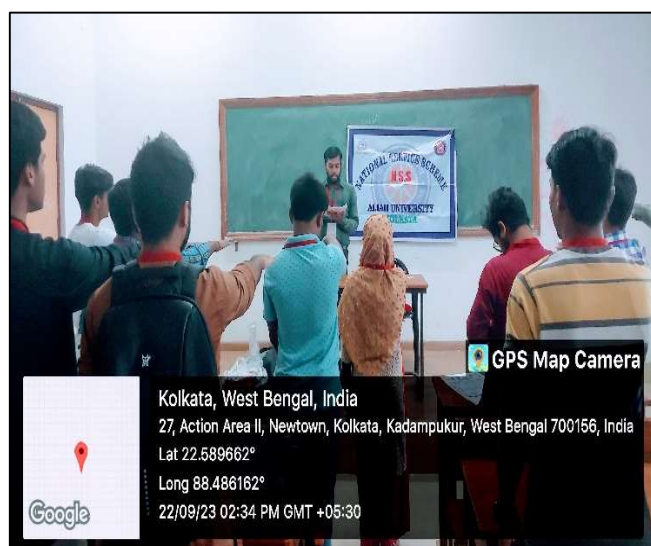 NATIONAL SERVICE SCHEME
N.S.S
ALIAH UNIVERSITY
KOLKATA
GPS Map Camera
Kolkata, West Bengal, India
27, Action Area II, Newtown, Kolkata, Kadampukur, West Bengal 700156, India
Lat 22.589662°
Long 88.486162°
22/09/23 02:34 PM GMT +05:30
Google